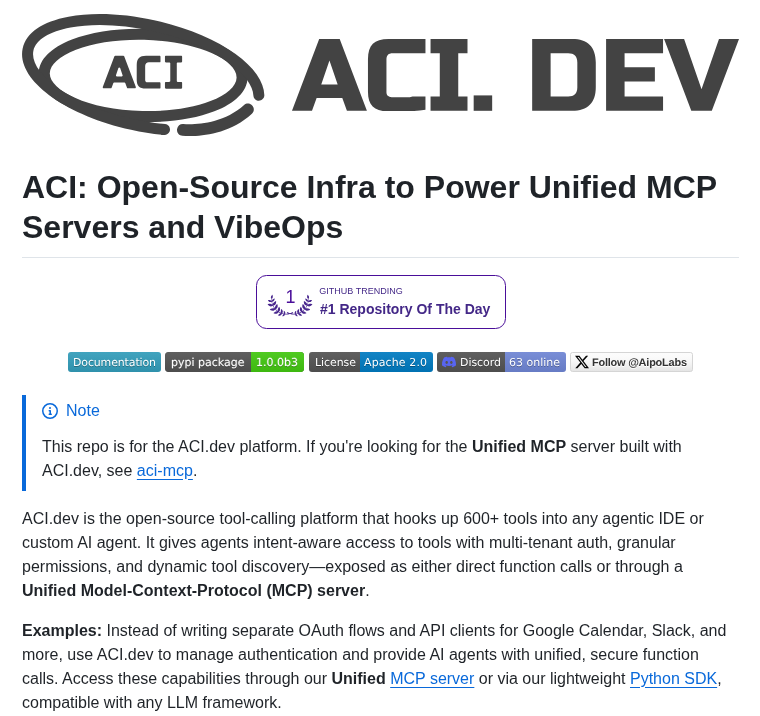 ACI
ACI. DEV
ACI: Open-Source Infra to Power Unified MCP
Servers and VibeOps
1
GITHUB TRENDING
#1 Repository Of The Day
Documentation pypi package 1.0.0b3 License Apache 2.0 Discord 63 online Follow @AipoLabs
Note
This repo is for the ACI.dev platform. If you're looking for the Unified MCP server built with
ACI.dev, see aci-mcp.
ACI.dev is the open-source tool-calling platform that hooks up 600+ tools into any agentic IDE or
custom AI agent. It gives agents intent-aware access to tools with multi-tenant auth, granular
permissions, and dynamic tool discovery—exposed as either direct function calls or through a
Unified Model-Context-Protocol (MCP) server.
Examples: Instead of writing separate OAuth flows and API clients for Google Calendar, Slack, and
more, use ACI.dev to manage authentication and provide AI agents with unified, secure function
calls. Access these capabilities through our Unified MCP server or via our lightweight Python SDK,
compatible with any LLM framework.